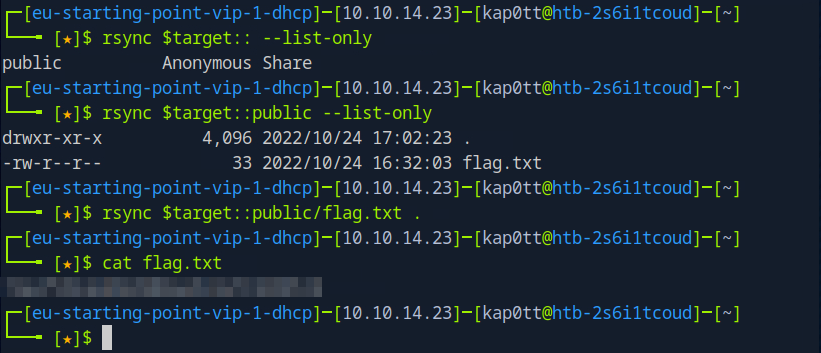 ┌─[eu-starting-point-vip-1-dhcp]─[10.10.14.23]─[kap0tt@htb-2s6i1tcoud]─[~]
└──╼ [★]$ rsync $target:: --list-only
public          Anonymous Share
┌─[eu-starting-point-vip-1-dhcp]─[10.10.14.23]─[kap0tt@htb-2s6i1tcoud]─[~]
└──╼ [★]$ rsync $target::public --list-only
drwxr-xr-x          4,096 2022/10/24 17:02:23 .
-rw-r--r--             33 2022/10/24 16:32:03 flag.txt
┌─[eu-starting-point-vip-1-dhcp]─[10.10.14.23]─[kap0tt@htb-2s6i1tcoud]─[~]
└──╼ [★]$ rsync $target::public/flag.txt .
┌─[eu-starting-point-vip-1-dhcp]─[10.10.14.23]─[kap0tt@htb-2s6i1tcoud]─[~]
└──╼ [★]$ cat flag.txt
┌─[eu-starting-point-vip-1-dhcp]─[10.10.14.23]─[kap0tt@htb-2s6i1tcoud]─[~]
└──╼ [★]$